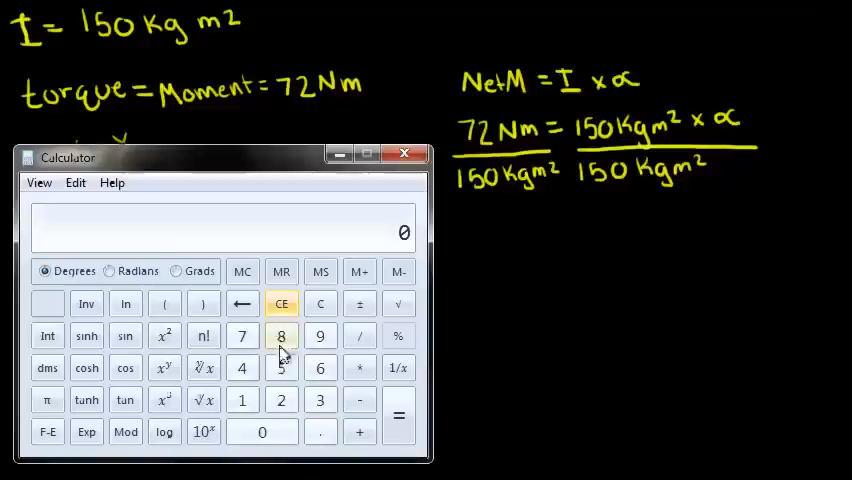 I = 150 kg m²
torque = Moment = 72 Nm
NetM = I × α
72 Nm = 150 Kgm² × α
150 Kgm² 150 Kgm²
Calculator
View Edit Help
0
Degrees Radians Grads MC MR MS M+ M-
Inv ln ( ) ← CE C ± √
Int sinh sin x² n! 7 8 9 / %
dms cosh cos xʸ ʸ√x 4 5 6 * 1/x
π tanh tan x³ ³√x 1 2 3 - =
F-E Exp Mod log 10ˣ 0 . +